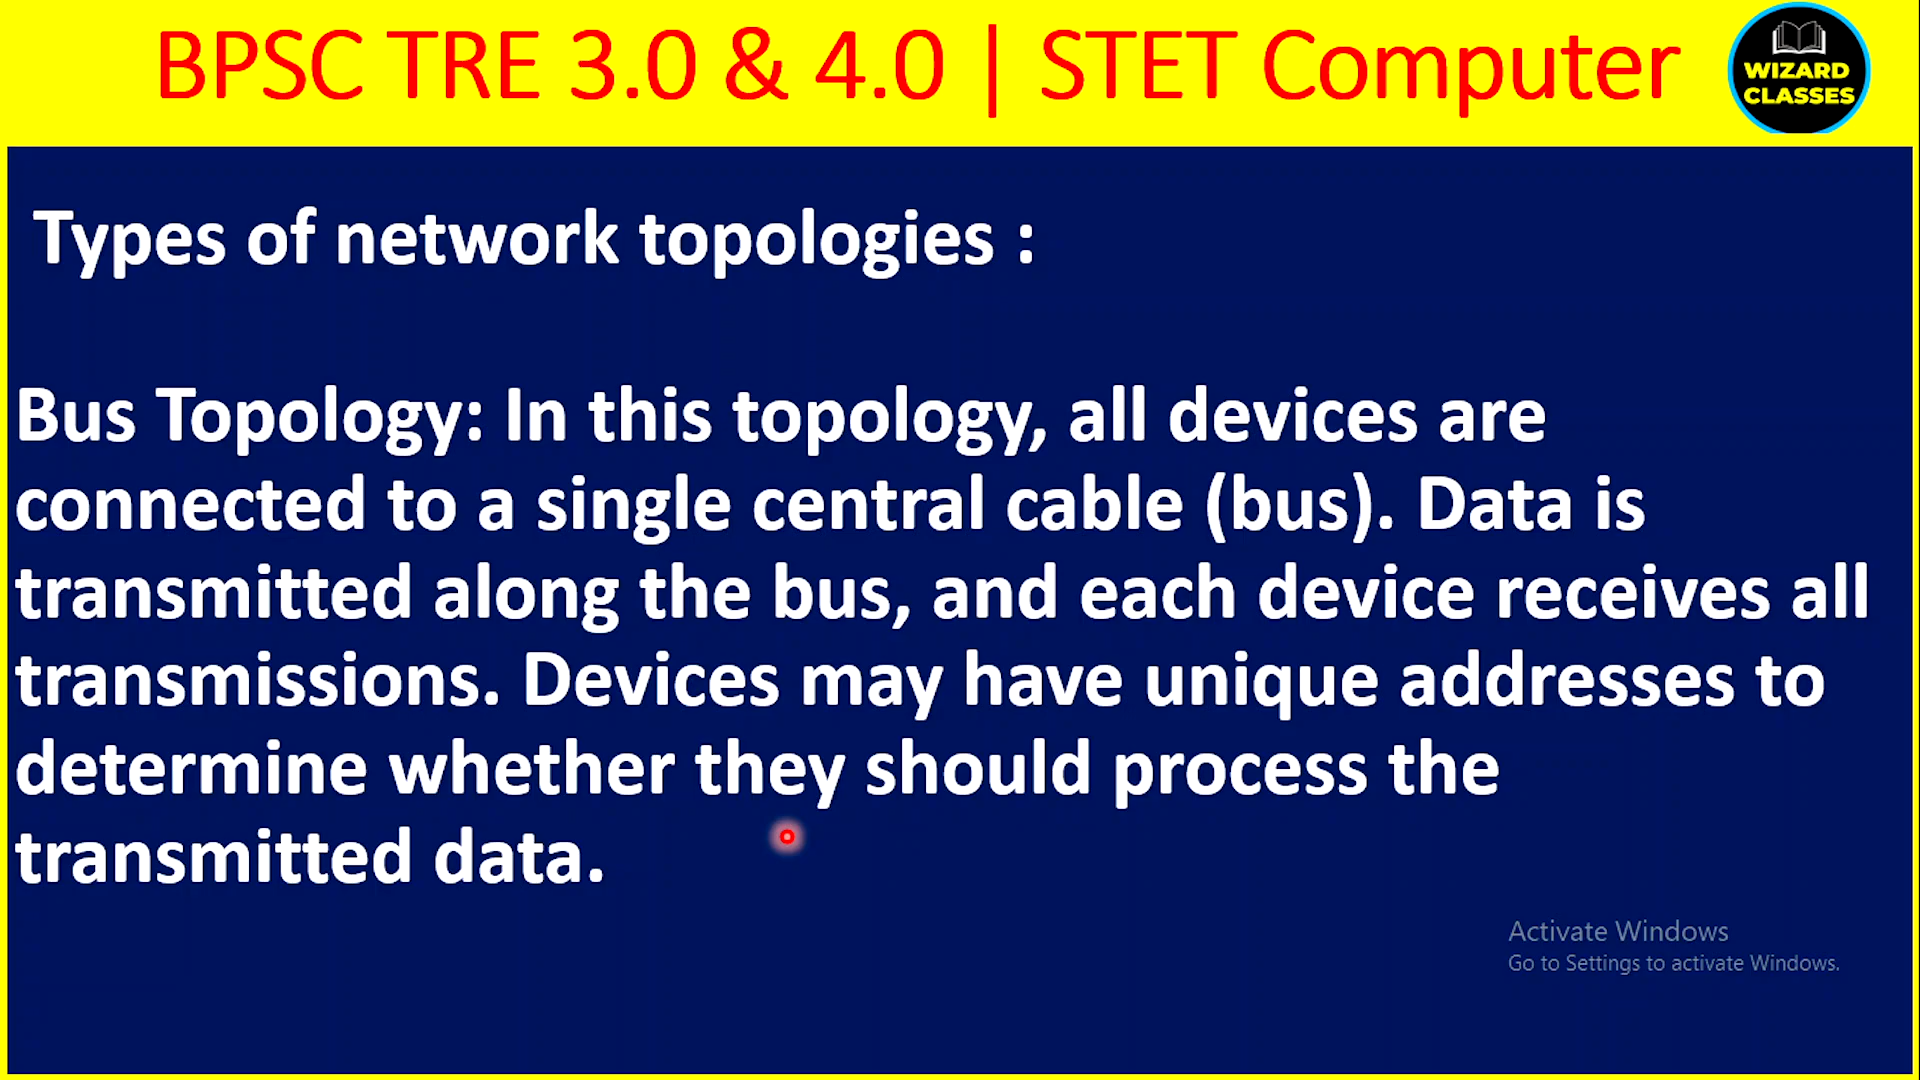 BPSC TRE 3.0 & 4.0 | STET Computer
WIZARD
CLASSES
Types of network topologies :
Bus Topology: In this topology, all devices are
connected to a single central cable (bus). Data is
transmitted along the bus, and each device receives all
transmissions. Devices may have unique addresses to
determine whether they should process the
transmitted data.
Activate Windows
Go to Settings to activate Windows.